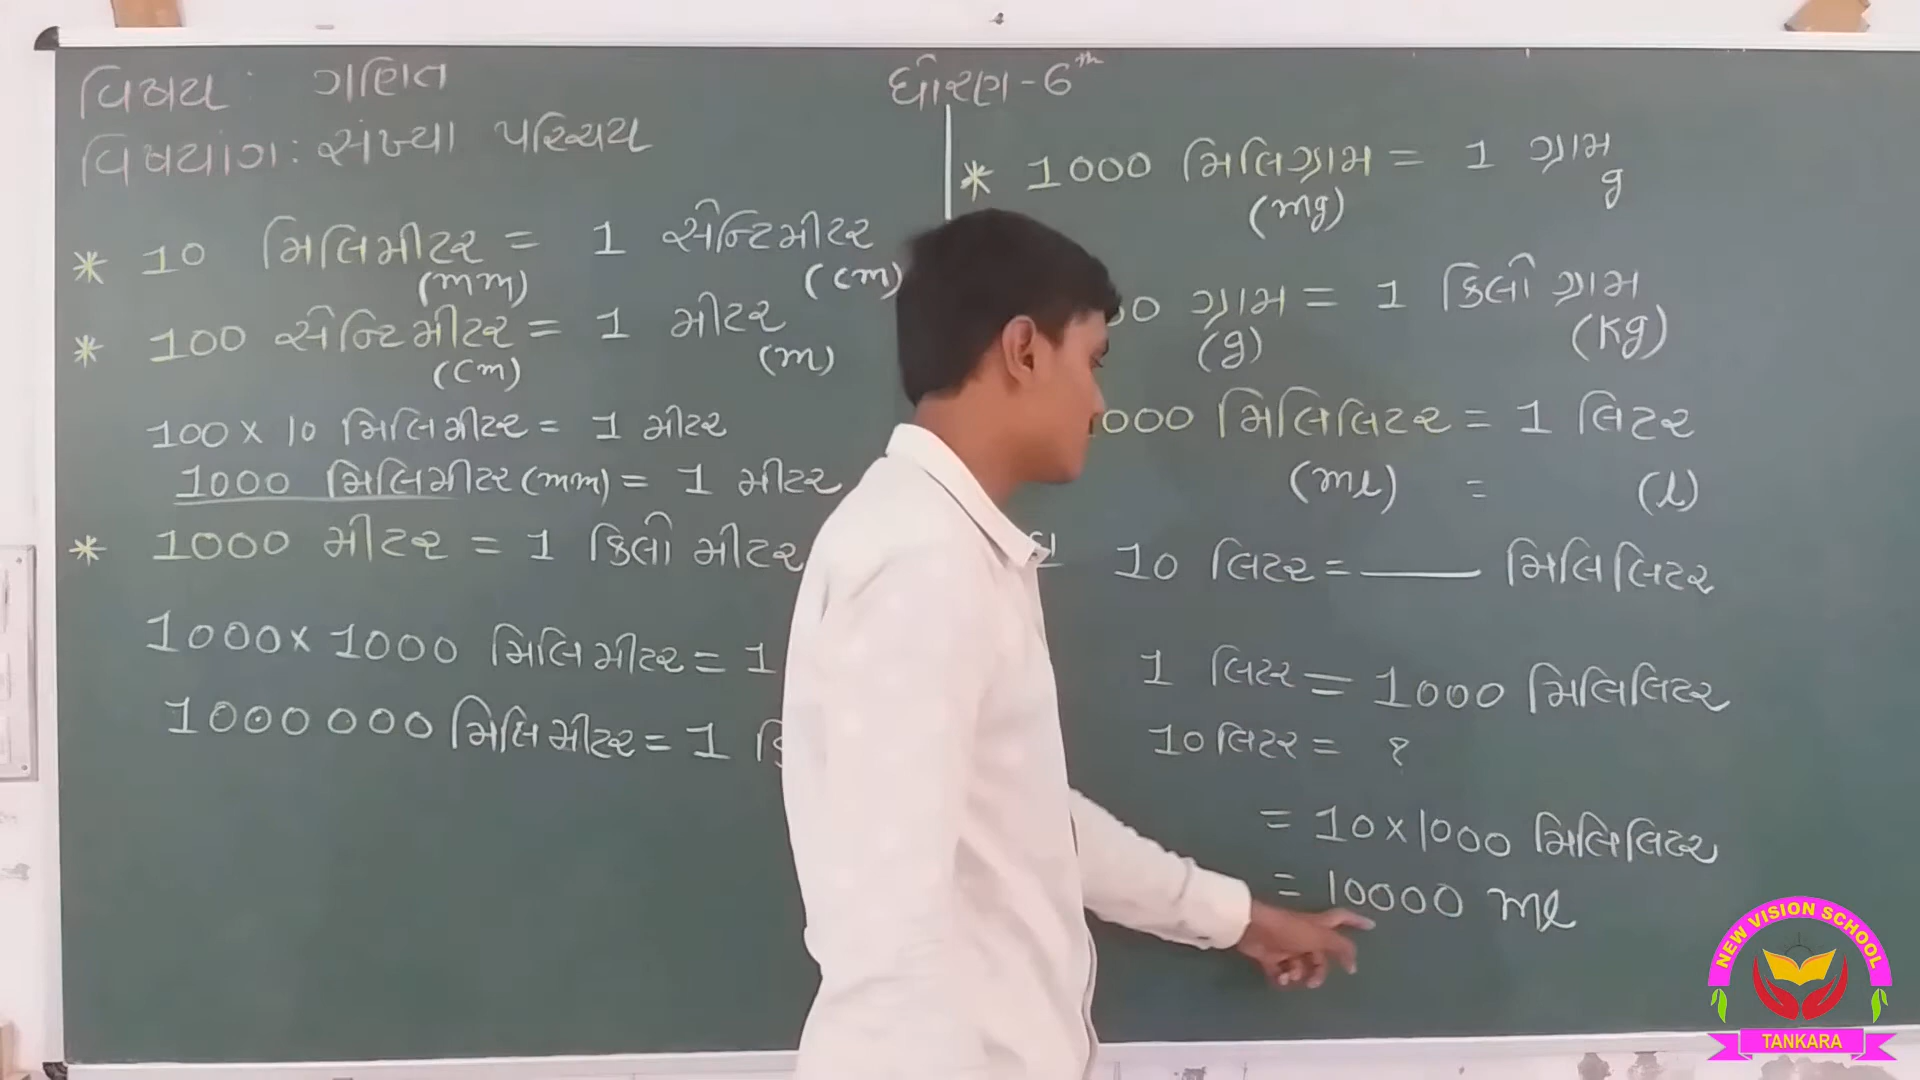 વિષય: ગણિત
ધોરણ-6th
વિષયાંગ: સંખ્યા પરિચય
* 10 મિલિમીટર = 1 સેન્ટિમીટર
(mm) (cm)
* 100 સેન્ટિમીટર = 1 મીટર
(cm) (m)
100 x 10 મિલિમીટર = 1 મીટર
1000 મિલિમીટર (mm) = 1 મીટર
* 1000 મીટર = 1 કિલોમીટર
1000 x 1000 મિલિમીટર = 1
1000 000 મિલિમીટર = 1
* 1000 મિલિગ્રામ = 1 ગ્રામ
(mg) g
ગ્રામ = 1 કિલોગ્રામ
(g) (Kg)
000 મિલિલિટર = 1 લિટર
(ml) = (l)
10 લિટર = ____ મિલિલિટર
1 લિટર = 1000 મિલિલિટર
10 લિટર = ?
= 10 x 1000 મિલિલિટર
= 10000 ml
NEW VISION SCHOOL
TANKARA